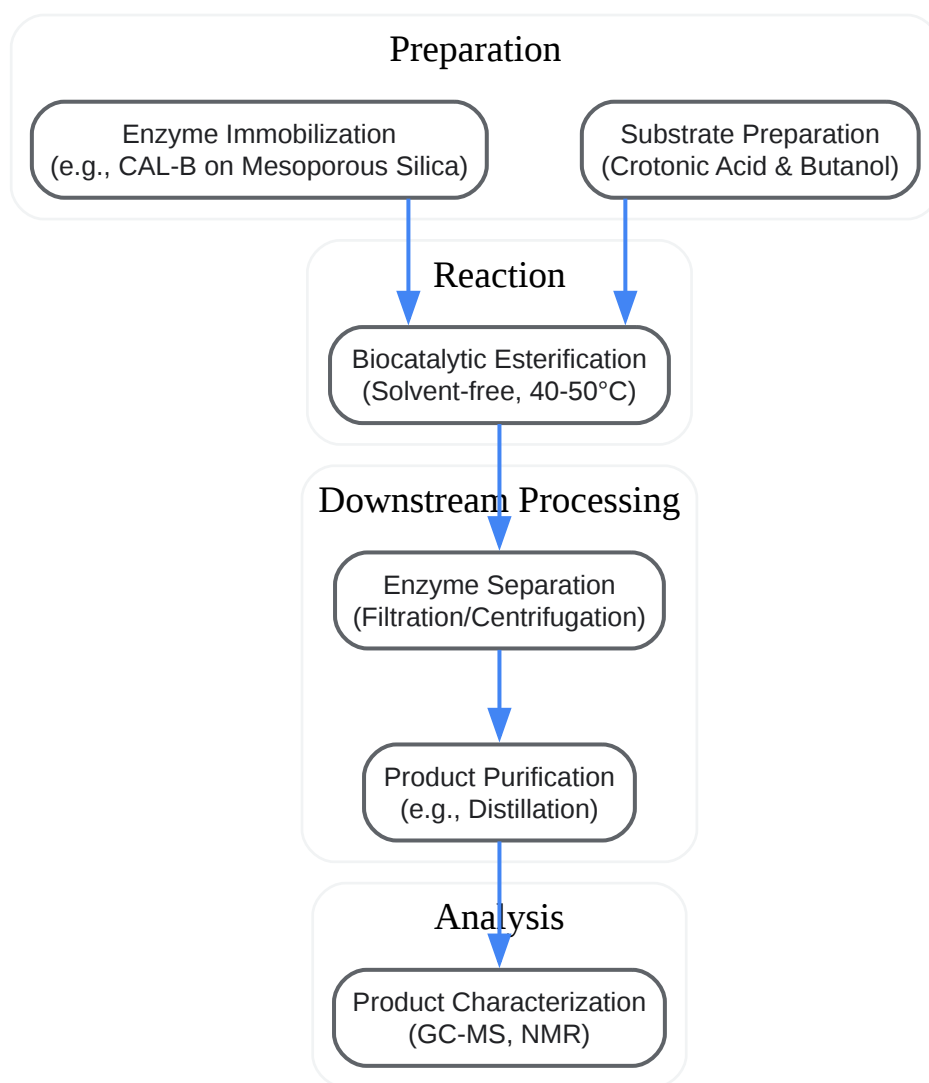 Preparation
Enzyme Immobilization
(e.g., CAL-B on Mesoporous Silica)
Substrate Preparation
(Crotonic Acid & Butanol)
Reaction
Biocatalytic Esterification
(Solvent-free, 40-50°C)
Downstream Processing
Enzyme Separation
(Filtration/Centrifugation)
Product Purification
(e.g., Distillation)
Analysis
Product Characterization
(GC-MS, NMR)